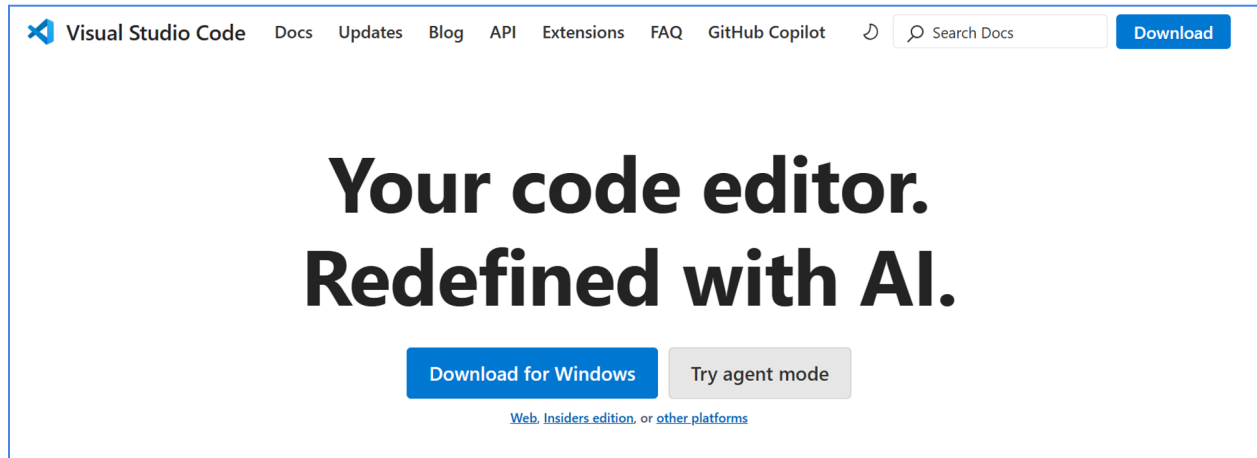 Visual Studio Code Docs Updates Blog API Extensions FAQ GitHub Copilot Search Docs Download
Your code editor.
Redefined with AI.
Download for Windows Try agent mode
Web, Insiders edition, or other platforms